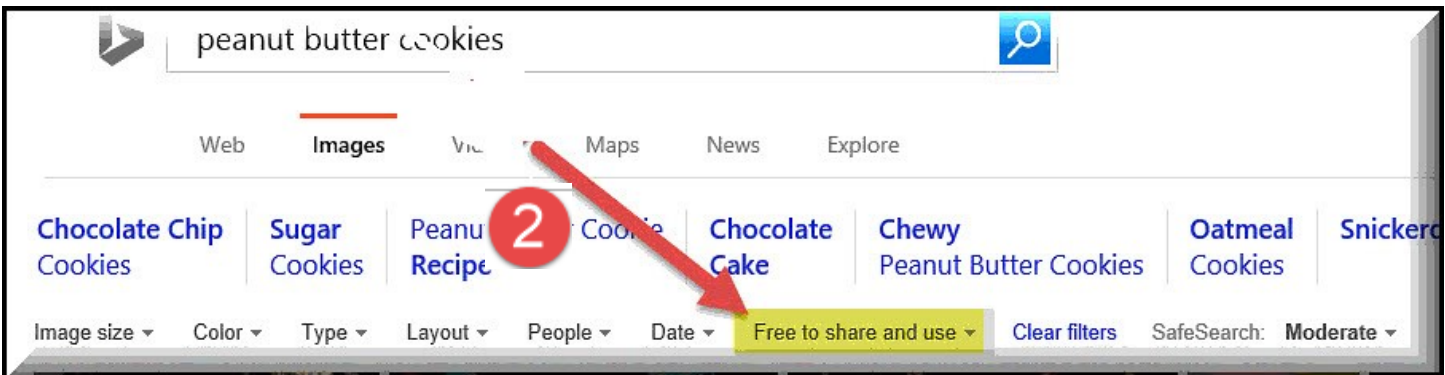 peanut butter cookies
Web Images Maps News Explore
Chocolate Chip Sugar Cookie Chocolate Chewy Oatmeal
Cookies Cookies Recipe Cake Peanut Butter Cookies Cookies
2
Image size Color Type Layout People Date Free to share and use Clear filters SafeSearch: Moderate